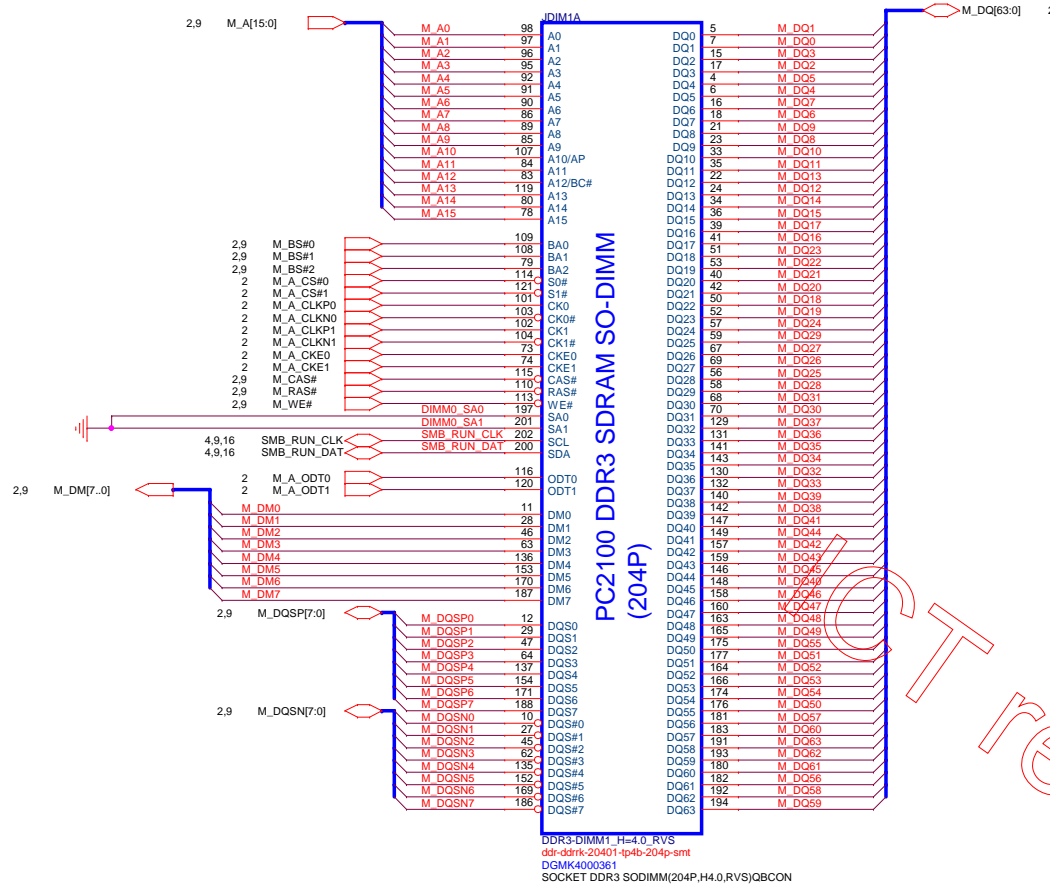 2,9 M_A[15:0] JDIM1A M_DQ[63:0] 2
M_A0 98 A0 DQ0 5 M_DQ1
M_A1 97 A1 DQ1 7 M_DQ0
M_A2 96 A2 DQ2 15 M_DQ3
M_A3 95 A3 DQ3 17 M_DQ2
M_A4 92 A4 DQ4 4 M_DQ5
M_A5 91 A5 DQ5 6 M_DQ4
M_A6 90 A6 DQ6 16 M_DQ7
M_A7 86 A7 DQ7 18 M_DQ6
M_A8 89 A8 DQ8 21 M_DQ9
M_A9 85 A9 DQ9 23 M_DQ8
M_A10 107 A10/AP DQ10 33 M_DQ10
M_A11 84 A11 DQ11 35 M_DQ11
M_A12 83 A12/BC# DQ12 22 M_DQ13
M_A13 119 A13 DQ13 24 M_DQ12
M_A14 80 A14 DQ14 34 M_DQ14
M_A15 78 A15 DQ15 36 M_DQ15
DQ16 39 M_DQ17
2,9 M_BS#0 109 BA0 DQ17 41 M_DQ16
2,9 M_BS#1 108 BA1 DQ18 51 M_DQ23
2,9 M_BS#2 79 BA2 DQ19 53 M_DQ22
2 M_A_CS#0 114 S0# DQ20 40 M_DQ21
2 M_A_CS#1 121 S1# DQ21 42 M_DQ20
2 M_A_CLKP0 101 CK0 DQ22 50 M_DQ18
2 M_A_CLKN0 103 CK0# DQ23 52 M_DQ19
2 M_A_CLKP1 102 CK1 DQ24 57 M_DQ24
2 M_A_CLKN1 104 CK1# DQ25 59 M_DQ29
2 M_A_CKE0 73 CKE0 DQ26 67 M_DQ27
2 M_A_CKE1 74 CKE1 DQ27 69 M_DQ26
2,9 M_CAS# 115 CAS# DQ28 56 M_DQ25
2,9 M_RAS# 110 RAS# DQ29 58 M_DQ28
2,9 M_WE# 113 WE# DQ30 68 M_DQ31
DIMM0_SA0 197 SA0 DQ31 70 M_DQ30
DIMM0_SA1 201 SA1 DQ32 129 M_DQ37
4,9,16 SMB_RUN_CLK SMB_RUN_CLK 202 SCL DQ33 131 M_DQ36
4,9,16 SMB_RUN_DAT SMB_RUN_DAT 200 SDA DQ34 141 M_DQ35
DQ35 143 M_DQ34
2 M_A_ODT0 116 ODT0 DQ36 130 M_DQ32
2 M_A_ODT1 120 ODT1 DQ37 132 M_DQ33
2,9 M_DM[7..0] DQ38 140 M_DQ39
M_DM0 11 DM0 DQ39 142 M_DQ38
M_DM1 28 DM1 DQ40 147 M_DQ41
M_DM2 46 DM2 DQ41 149 M_DQ44
M_DM3 63 DM3 DQ42 157 M_DQ42
M_DM4 136 DM4 DQ43 159 M_DQ43
M_DM5 153 DM5 DQ44 146 M_DQ45
M_DM6 170 DM6 DQ45 148 M_DQ40
M_DM7 187 DM7 DQ46 158 M_DQ46
2,9 M_DQSP[7:0] DQ47 160 M_DQ47
M_DQSP0 12 DQS0 DQ48 163 M_DQ48
M_DQSP1 29 DQS1 DQ49 165 M_DQ49
M_DQSP2 47 DQS2 DQ50 175 M_DQ55
M_DQSP3 64 DQS3 DQ51 177 M_DQ51
M_DQSP4 137 DQS4 DQ52 164 M_DQ52
M_DQSP5 154 DQS5 DQ53 166 M_DQ53
M_DQSP6 171 DQS6 DQ54 174 M_DQ54
M_DQSP7 188 DQS7 DQ55 176 M_DQ50
2,9 M_DQSN[7:0] M_DQSN0 10 DQS#0 DQ56 181 M_DQ57
M_DQSN1 27 DQS#1 DQ57 183 M_DQ60
M_DQSN2 45 DQS#2 DQ58 191 M_DQ63
M_DQSN3 62 DQS#3 DQ59 193 M_DQ62
M_DQSN4 135 DQS#4 DQ60 180 M_DQ61
M_DQSN5 152 DQS#5 DQ61 182 M_DQ56
M_DQSN6 169 DQS#6 DQ62 192 M_DQ58
M_DQSN7 186 DQS#7 DQ63 194 M_DQ59
PC2100 DDR3 SDRAM SO-DIMM
(204P)
DDR3-DIMM1_H=4.0_RVS
ddr-ddrrk-20401-tp4b-204p-smt
DGMK4000361
SOCKET DDR3 SODIMM(204P,H4.0,RVS)QBCON